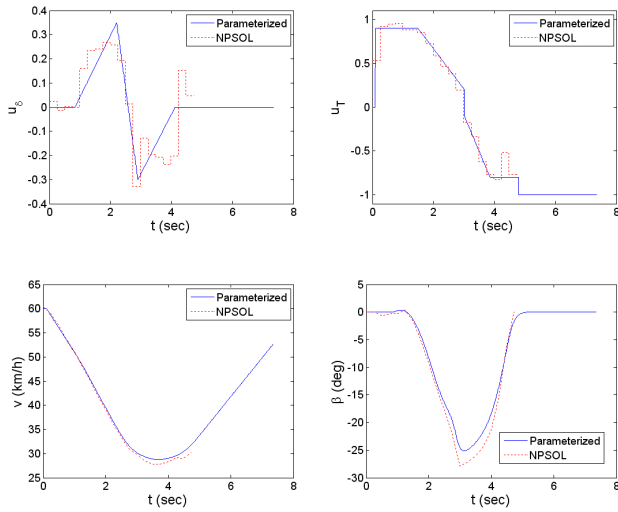 0.4
0.3
0.2
0.1
0
-0.1
-0.2
-0.3
-0.4
0 2 4 6 8
u_δ
t (sec)
Parameterized
NPSOL
1
0.5
0
-0.5
-1
0 2 4 6 8
u_T
t (sec)
Parameterized
NPSOL
65
60
55
50
45
40
35
30
25
0 2 4 6 8
v (km/h)
t (sec)
Parameterized
NPSOL
5
0
-5
-10
-15
-20
-25
-30
0 2 4 6 8
β (deg)
t (sec)
Parameterized
NPSOL